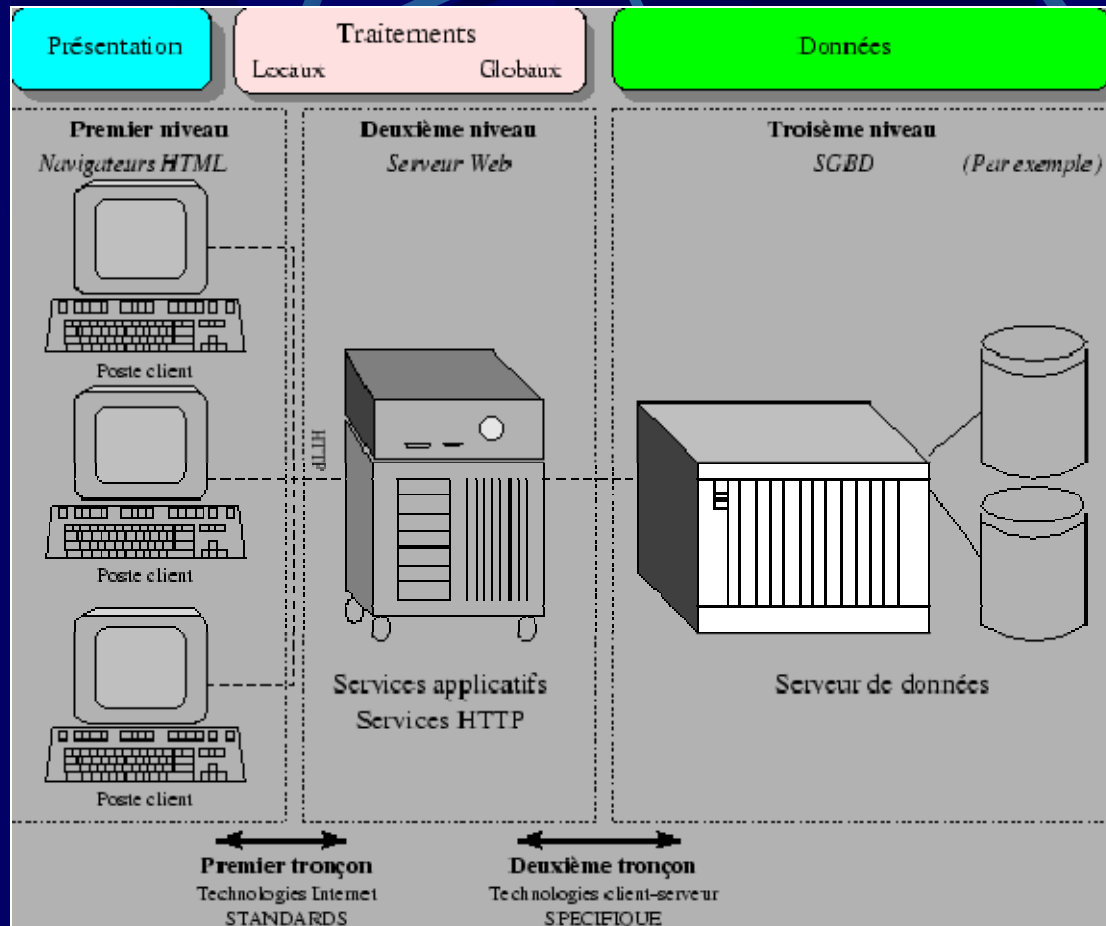 Présentation
Traitements
Locaux Globaux
Données
Premier niveau
Navigateurs HTML
Deuxième niveau
Serveur Web
Troisème niveau
SGBD (Par exemple)
Poste client
HTTP
Poste client
Poste client
Services applicatifs
Services HTTP
Serveur de données
Premier tronçon
Technologies Internet
STANDARDS
Deuxième tronçon
Technologies client-serveur
SPECIFIQUE